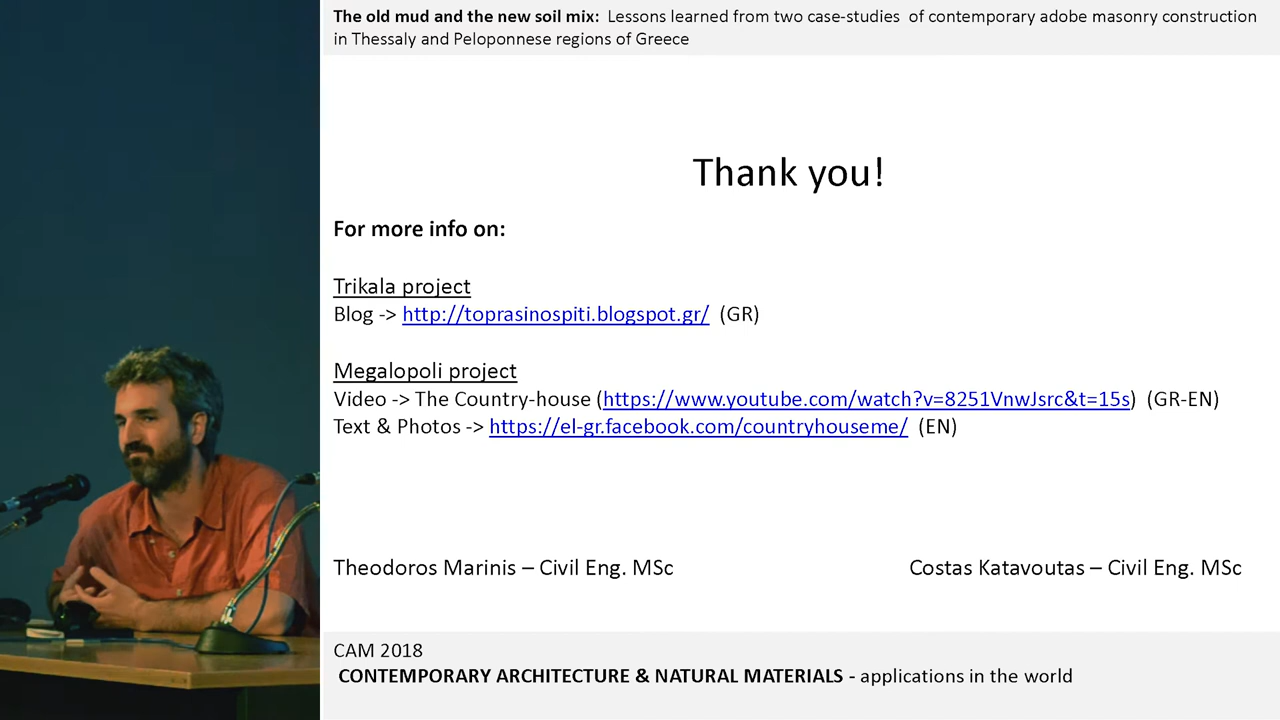 The old mud and the new soil mix: Lessons learned from two case-studies of contemporary adobe masonry construction
in Thessaly and Peloponnese regions of Greece
Thank you!
For more info on:
Trikala project
Blog -> http://toprasinospiti.blogspot.gr/ (GR)
Megalopoli project
Video -> The Country-house (https://www.youtube.com/watch?v=8251VnwJsrc&t=15s) (GR-EN)
Text & Photos -> https://el-gr.facebook.com/countryhouseme/ (EN)
Theodoros Marinis – Civil Eng. MSc
Costas Katavoutas – Civil Eng. MSc
CAM 2018
CONTEMPORARY ARCHITECTURE & NATURAL MATERIALS - applications in the world